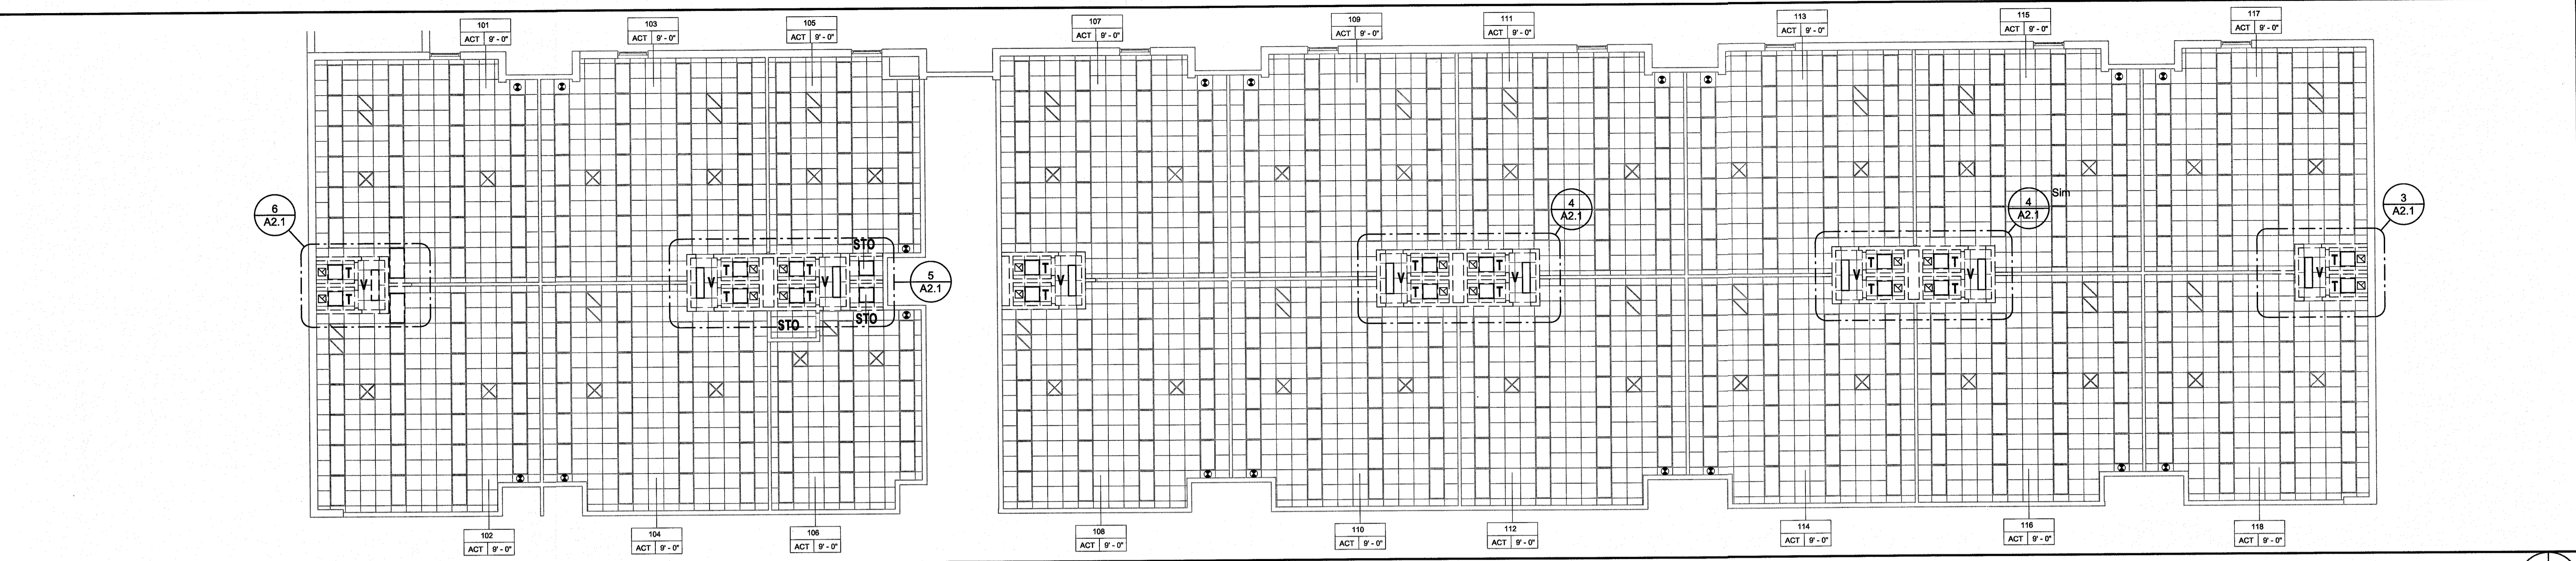 101
ACT 9' - 0"
103
ACT 9' - 0"
105
ACT 9' - 0"
107
ACT 9' - 0"
109
ACT 9' - 0"
111
ACT 9' - 0"
113
ACT 9' - 0"
115
ACT 9' - 0"
117
ACT 9' - 0"
6
A2.1
4
A2.1
4
A2.1
Sim
3
A2.1
STO
5
A2.1
T
T
V
V
T
T
T
T
V
STO
STO
T
T
V
V
T
T
T
T
V
V
T
T
T
T
V
V
T
T
102
ACT 9' - 0"
104
ACT 9' - 0"
106
ACT 9' - 0"
108
ACT 9' - 0"
110
ACT 9' - 0"
112
ACT 9' - 0"
114
ACT 9' - 0"
116
ACT 9' - 0"
118
ACT 9' - 0"